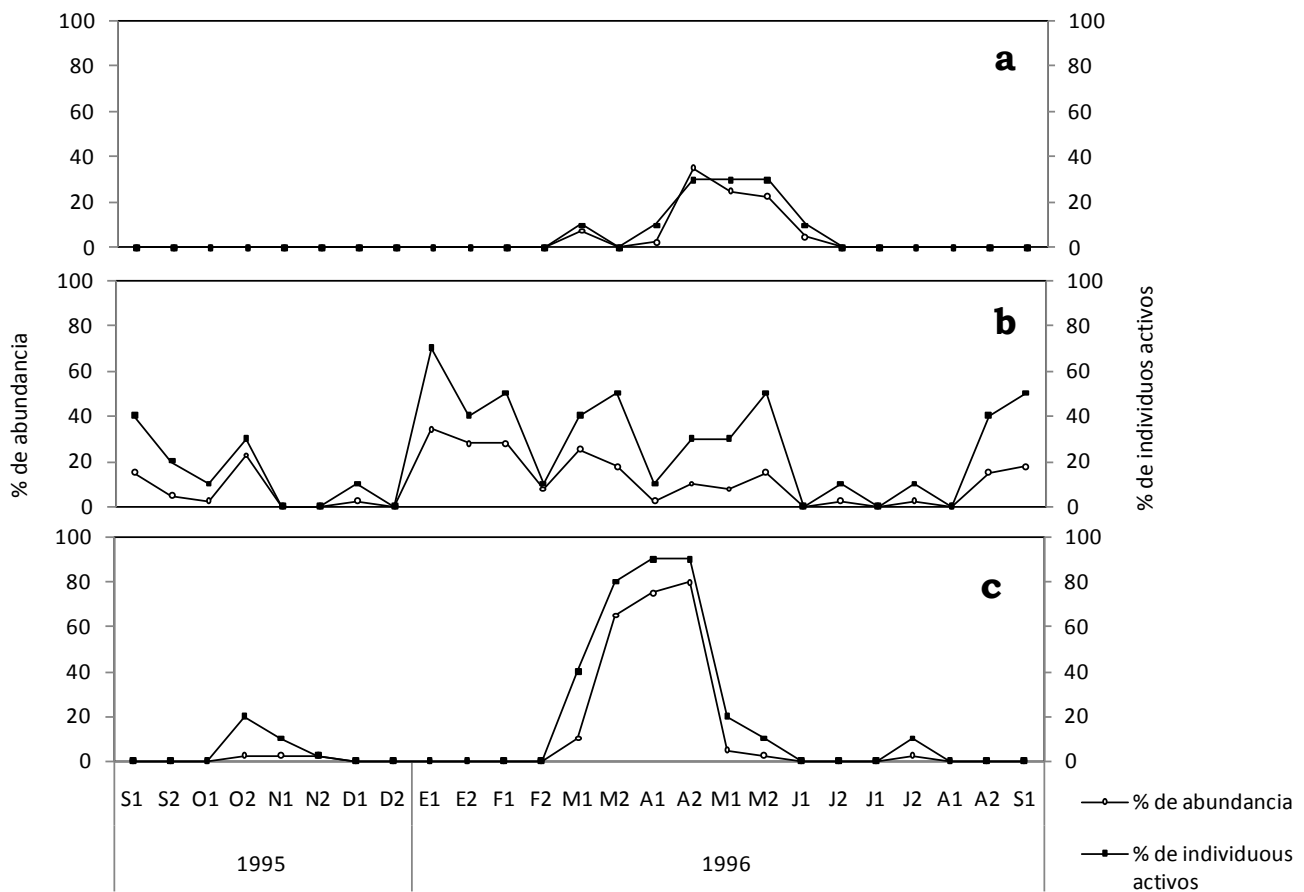 100 100
80 a 80
60 60
40 40
20 20
0 0
100 100
80 b 80
60 60
40 40
20 20
0 0
% de abundancia
% de individuos activos
100 100
80 c 80
60 60
40 40
20 20
0 0
S1 S2 O1 O2 N1 N2 D1 D2 E1 E2 F1 F2 M1 M2 A1 A2 M1 M2 J1 J2 J1 J2 A1 A2 S1
1995 1996
% de abundancia
% de individuous
activos